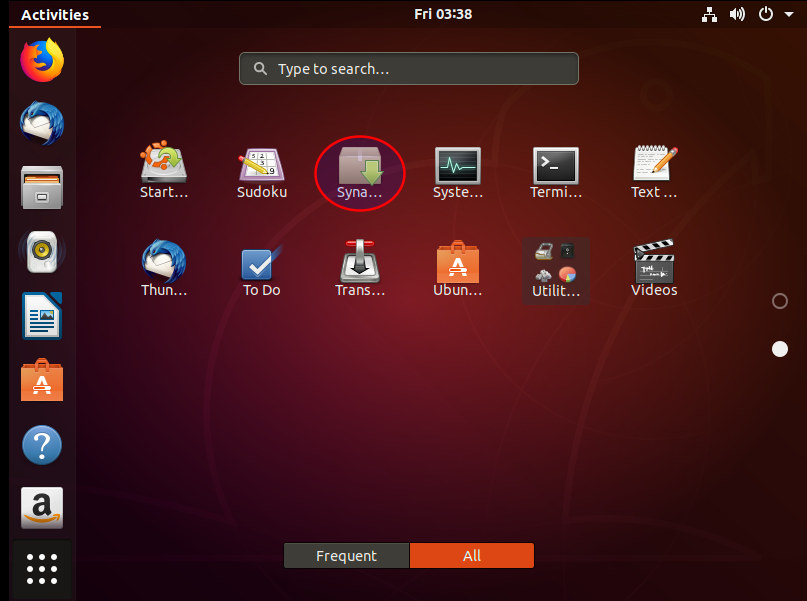 Activities
Fri 03:38
Type to search...
Start...
Sudoku
Syna...
Syste...
Termi...
Text ...
Thun...
To Do
Trans...
Ubun...
Utilit...
Videos
Frequent
All